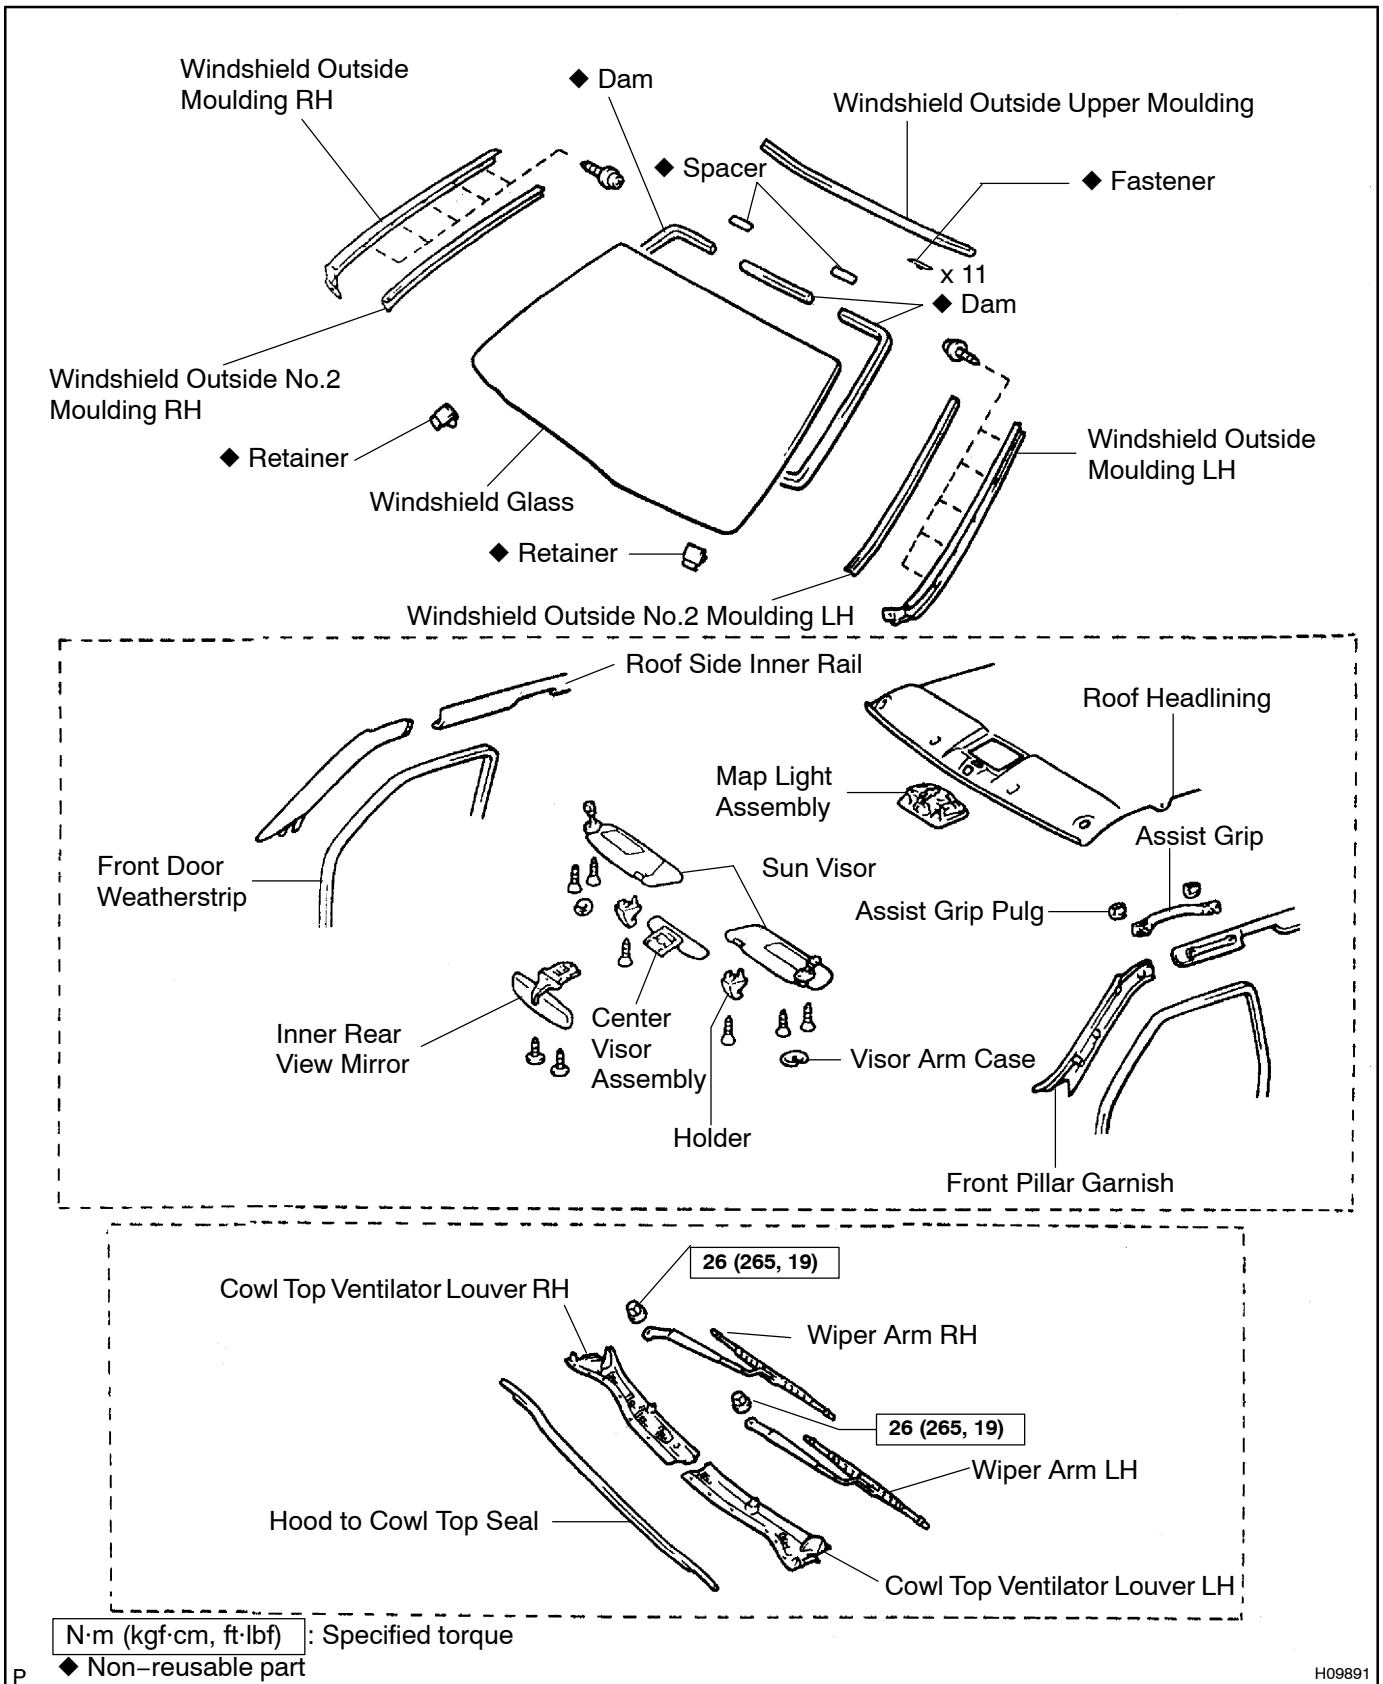 Windshield Outside
Moulding RH
◆ Dam
Windshield Outside Upper Moulding
◆ Spacer
◆ Fastener
x 11
◆ Dam
Windshield Outside No.2
Moulding RH
◆ Retainer
Windshield Glass
Windshield Outside
Moulding LH
◆ Retainer
Windshield Outside No.2 Moulding LH
Roof Side Inner Rail
Roof Headlining
Map Light
Assembly
Assist Grip
Front Door
Weatherstrip
Sun Visor
Assist Grip Pulg
Inner Rear
View Mirror
Center
Visor
Assembly
Visor Arm Case
Holder
Front Pillar Garnish
26 (265, 19)
Cowl Top Ventilator Louver RH
Wiper Arm RH
26 (265, 19)
Wiper Arm LH
Hood to Cowl Top Seal
Cowl Top Ventilator Louver LH
N·m (kgf·cm, ft·lbf) : Specified torque
◆ Non−reusable part
P
H09891